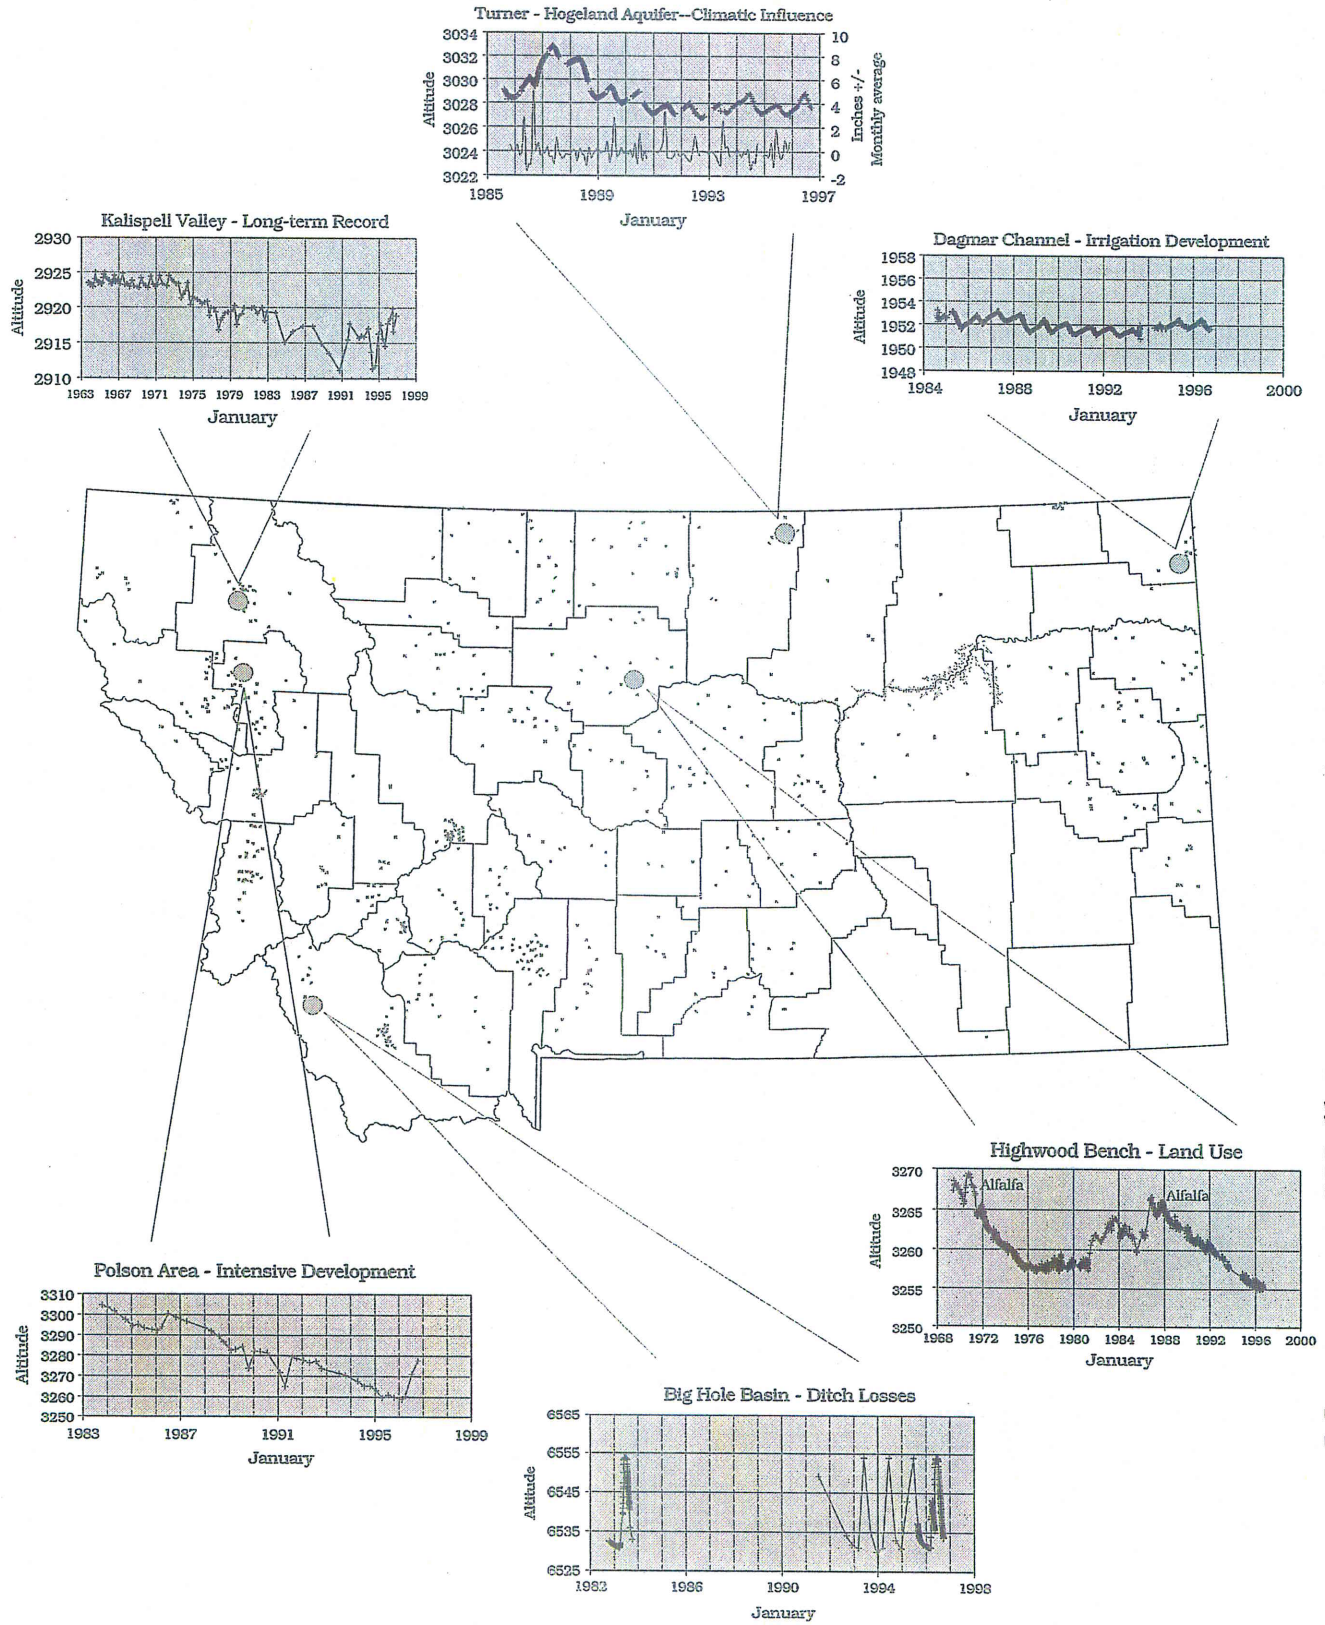 Turner - Hogeland Aquifer--Climatic Influence
3034
3032
3030
3028
3026
3024
3022
Altitude
10
8
6
4
2
0
-2
Inches +/-
Monthly average
1985 1989 1993 1997
January
Kalispell Valley - Long-term Record
2930
2925
2920
2915
2910
Altitude
1963 1967 1971 1975 1979 1983 1987 1991 1995 1999
January
Dagmar Channel - Irrigation Development
1958
1956
1954
1952
1950
1948
Altitude
1984 1988 1992 1996 2000
January
Highwood Bench - Land Use
3270
3265
3260
3255
3250
Altitude
Alfalfa
Alfalfa
1968 1972 1976 1980 1984 1988 1992 1996 2000
January
Polson Area - Intensive Development
3310
3300
3290
3280
3270
3260
3250
Altitude
1983 1987 1991 1995 1999
January
Big Hole Basin - Ditch Losses
6565
6555
6545
6535
6525
Altitude
1982 1986 1990 1994 1998
January